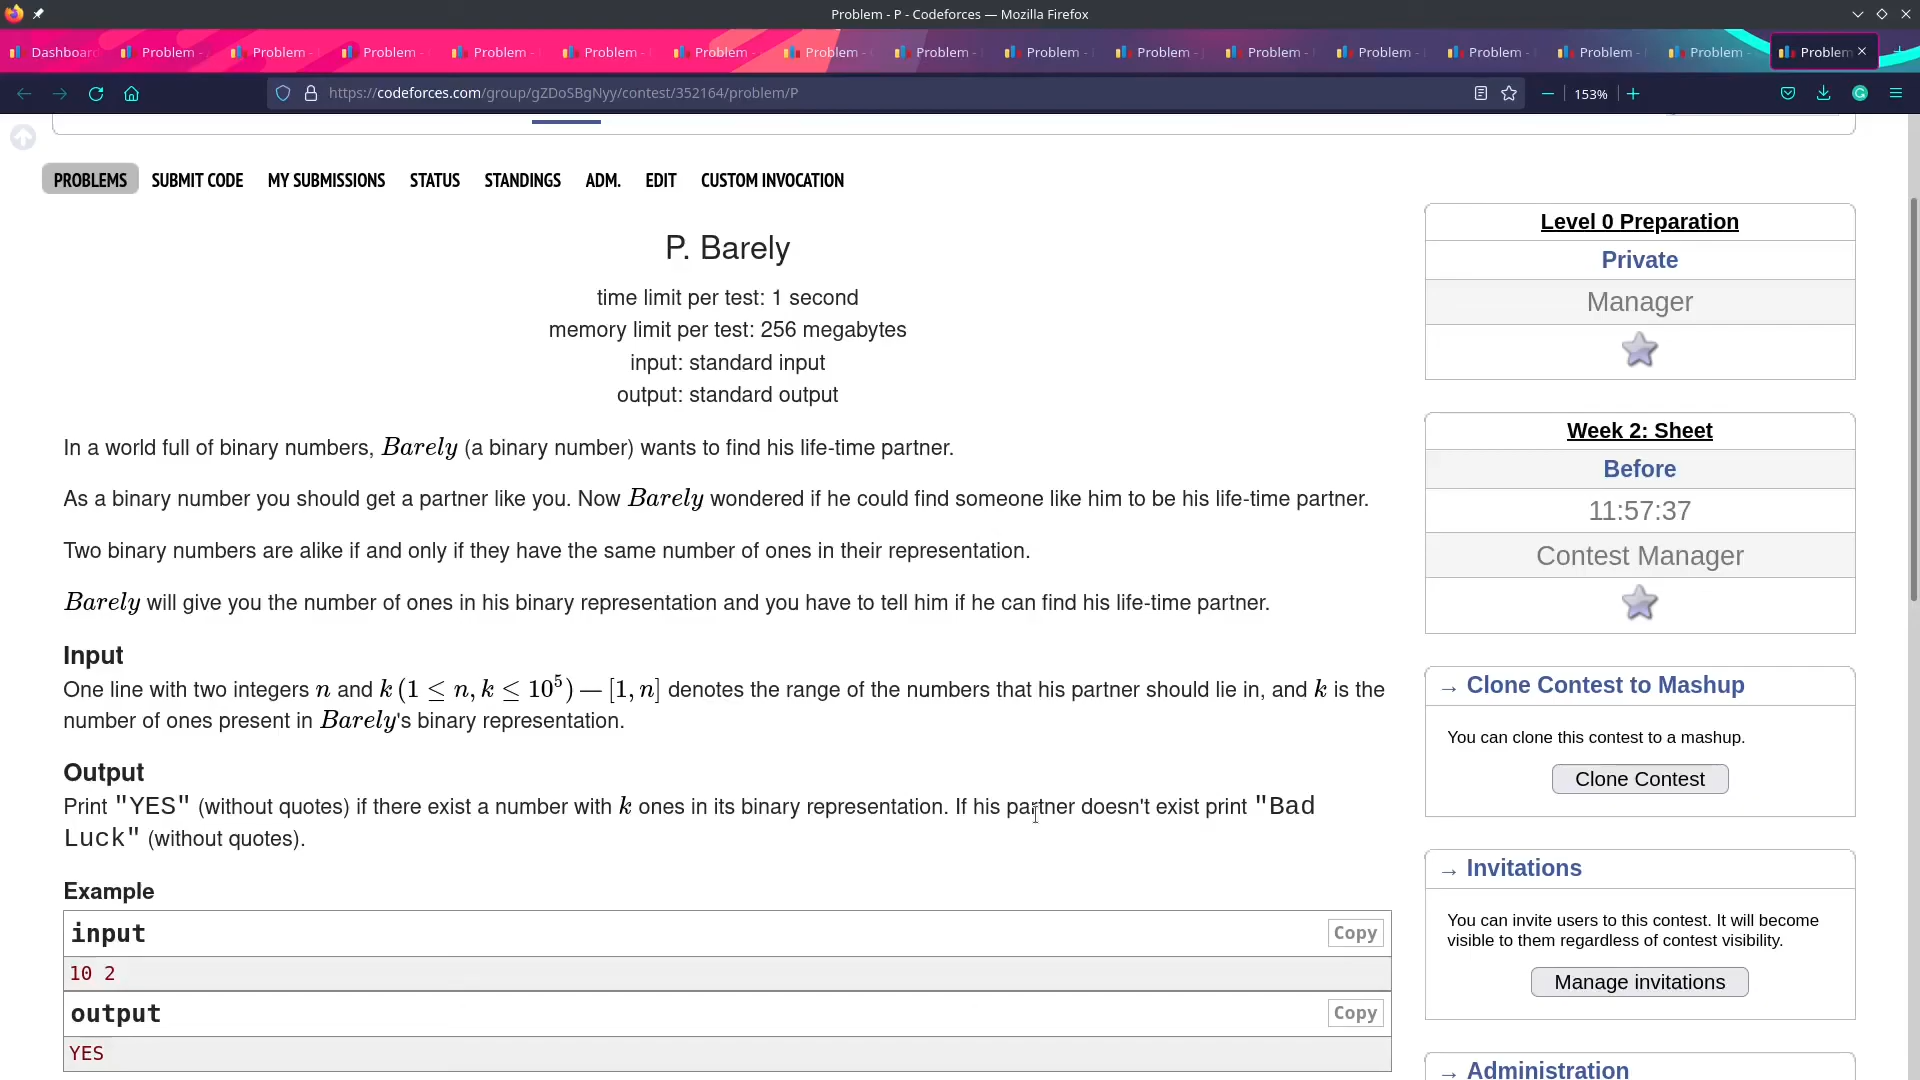 Problem - P - Codeforces — Mozilla Firefox
Dashboard Problem - Problem - Problem - Problem - Problem - Problem - Problem - Problem - Problem - Problem - Problem - Problem - Problem - Problem - Problem - Problem
https://codeforces.com/group/gZDoSBgNyy/contest/352164/problem/P
153%
PROBLEMS SUBMIT CODE MY SUBMISSIONS STATUS STANDINGS ADM. EDIT CUSTOM INVOCATION
P. Barely
time limit per test: 1 second
memory limit per test: 256 megabytes
input: standard input
output: standard output
In a world full of binary numbers, Barely (a binary number) wants to find his life-time partner.
As a binary number you should get a partner like you. Now Barely wondered if he could find someone like him to be his life-time partner.
Two binary numbers are alike if and only if they have the same number of ones in their representation.
Barely will give you the number of ones in his binary representation and you have to tell him if he can find his life-time partner.
Input
One line with two integers n and k (1 ≤ n, k ≤ 10⁵) — [1, n] denotes the range of the numbers that his partner should lie in, and k is the
number of ones present in Barely's binary representation.
Output
Print "YES" (without quotes) if there exist a number with k ones in its binary representation. If his partner doesn't exist print "Bad
Luck" (without quotes).
Example
input
Copy
10 2
output
Copy
YES
Level 0 Preparation
Private
Manager
Week 2: Sheet
Before
11:57:37
Contest Manager
→ Clone Contest to Mashup
You can clone this contest to a mashup.
Clone Contest
→ Invitations
You can invite users to this contest. It will become
visible to them regardless of contest visibility.
Manage invitations
→ Administration